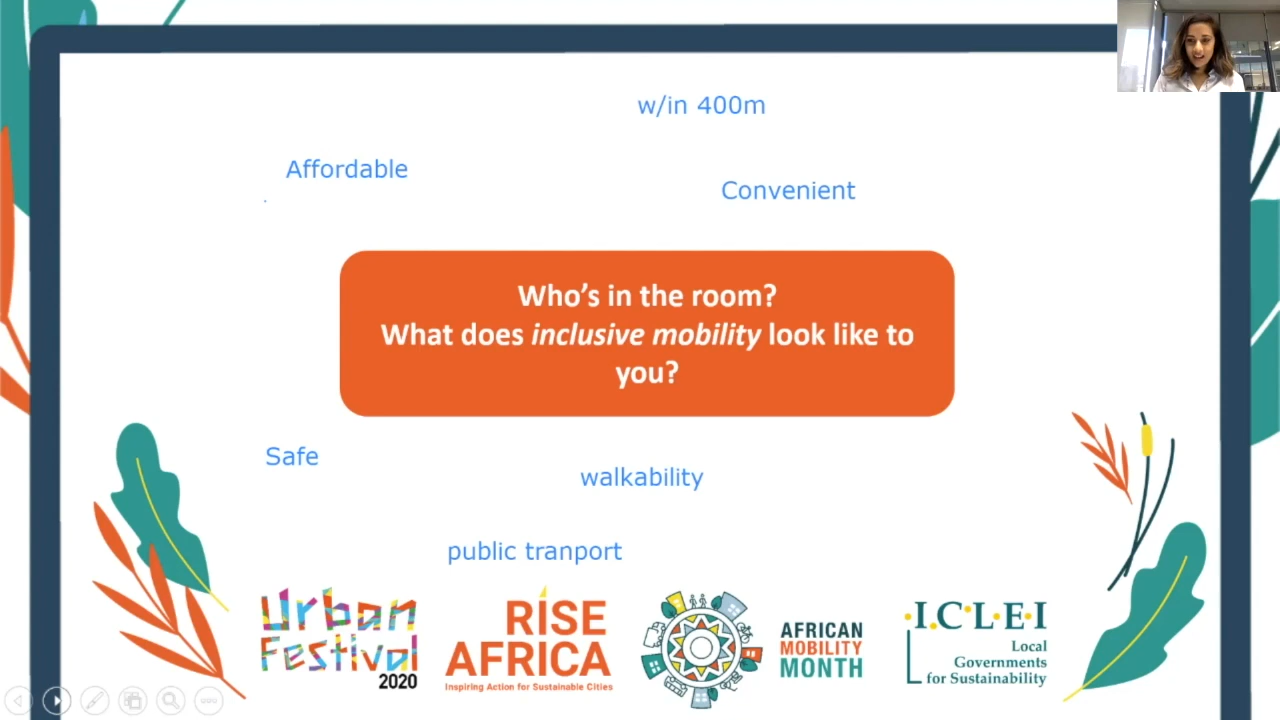 w/in 400m
Affordable
Convenient
Who's in the room?
What does inclusive mobility look like to
you?
Safe
walkability
public tranport
Urban
Festival
2020
RISE
AFRICA
Inspiring Action for Sustainable Cities
AFRICAN
MOBILITY
MONTH
I.C.L.E.I
Local
Governments
for Sustainability